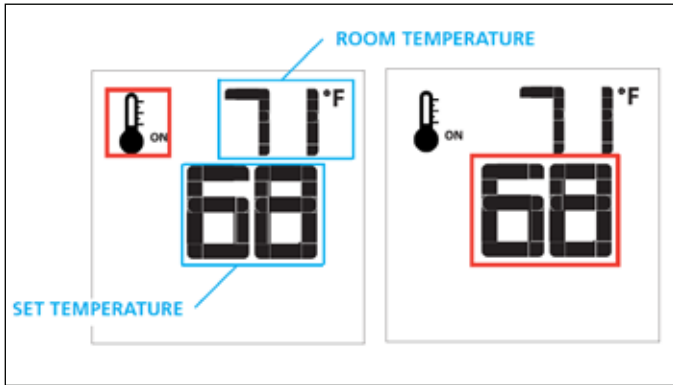 ROOM TEMPERATURE
71°F
ON
68
SET TEMPERATURE
71°F
ON
68